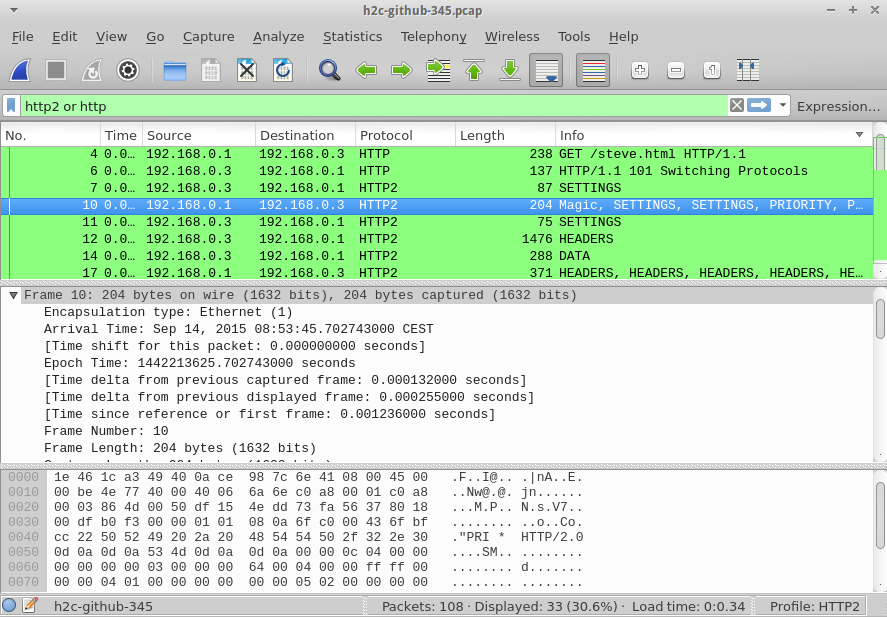 h2c-github-345.pcap
File Edit View Go Capture Analyze Statistics Telephony Wireless Tools Help
http2 or http Expression…
No. Time Source Destination Protocol Length Info
4 0.0… 192.168.0.1 192.168.0.3 HTTP 238 GET /steve.html HTTP/1.1
6 0.0… 192.168.0.3 192.168.0.1 HTTP 137 HTTP/1.1 101 Switching Protocols
7 0.0… 192.168.0.3 192.168.0.1 HTTP2 87 SETTINGS
10 0.0… 192.168.0.1 192.168.0.3 HTTP2 204 Magic, SETTINGS, SETTINGS, PRIORITY, P…
11 0.0… 192.168.0.3 192.168.0.1 HTTP2 75 SETTINGS
12 0.0… 192.168.0.3 192.168.0.1 HTTP2 1476 HEADERS
14 0.0… 192.168.0.3 192.168.0.1 HTTP2 288 DATA
17 0.0… 192.168.0.3 192.168.0.1 HTTP2 371 HEADERS, HEADERS, HEADERS, HEADERS, HE…
Frame 10: 204 bytes on wire (1632 bits), 204 bytes captured (1632 bits)
Encapsulation type: Ethernet (1)
Arrival Time: Sep 14, 2015 08:53:45.702743000 CEST
[Time shift for this packet: 0.000000000 seconds]
Epoch Time: 1442213625.702743000 seconds
[Time delta from previous captured frame: 0.000132000 seconds]
[Time delta from previous displayed frame: 0.000255000 seconds]
[Time since reference or first frame: 0.001236000 seconds]
Frame Number: 10
Frame Length: 204 bytes (1632 bits)
0000 1e 46 1c a3 49 40 0a ce 98 7c 6e 41 08 00 45 00 .F..I@.. .|nA..E.
0010 00 be 4e 77 40 00 40 06 6a 6e c0 a8 00 01 c0 a8 ..Nw@.@. jn......
0020 00 03 86 4d 00 50 df 15 4e dd 73 fa 56 37 80 18 ...M.P.. N.s.V7..
0030 00 df b0 f3 00 00 01 01 08 0a 6f c0 00 43 6f bf ........ ..o..Co.
0040 cc 22 50 52 49 20 2a 20 48 54 54 50 2f 32 2e 30 ."PRI * HTTP/2.0
0050 0d 0a 0d 0a 53 4d 0d 0a 0d 0a 00 00 0c 04 00 00 ....SM.. ........
0060 00 00 00 00 03 00 00 00 64 00 04 00 00 ff ff 00 ........ d.......
0070 00 00 04 01 00 00 00 00 00 00 05 02 00 00 00 00 ........ ........
h2c-github-345 Packets: 108 · Displayed: 33 (30.6%) · Load time: 0:0.34 Profile: HTTP2